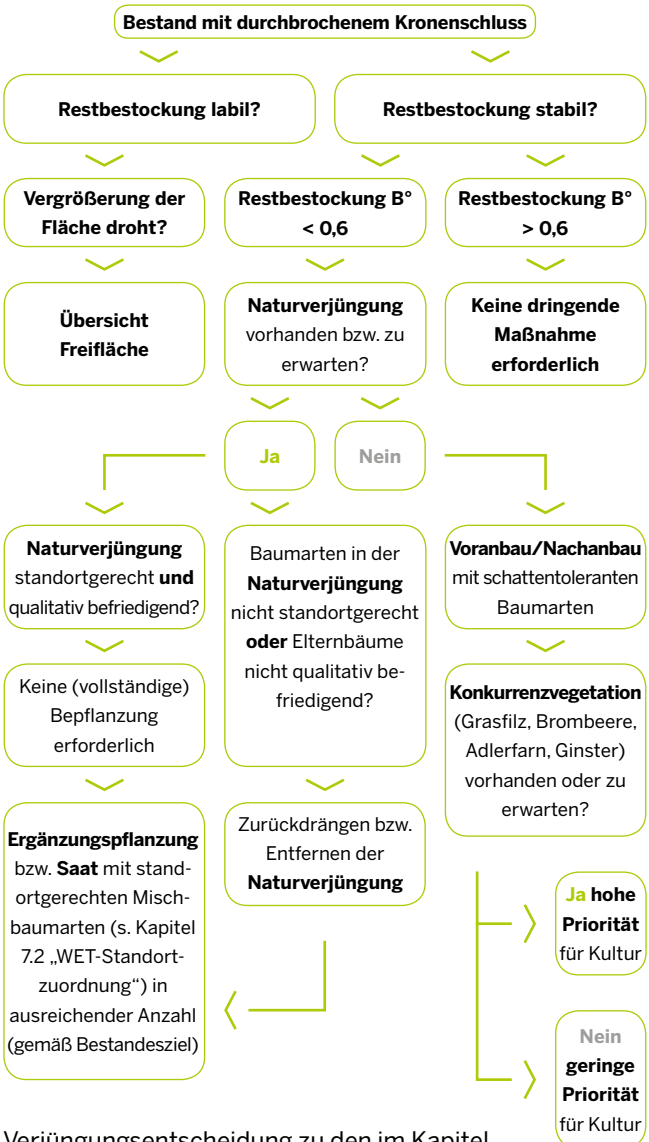 Bestand mit durchbrochenem Kronenschluss
Restbestockung labil?
Restbestockung stabil?
Vergrößerung der
Fläche droht?
Restbestockung B°
< 0,6
Restbestockung B°
> 0,6
Übersicht
Freifläche
Naturverjüngung
vorhanden bzw. zu
erwarten?
Keine dringende
Maßnahme
erforderlich
Ja
Nein
Naturverjüngung
standortgerecht und
qualitativ befriedigend?
Baumarten in der
Naturverjüngung
nicht standortgerecht
oder Elternbäume
nicht qualitativ be-
friedigend?
Voranbau/Nachanbau
mit schattentoleranten
Baumarten
Keine (vollständige)
Bepflanzung
erforderlich
Konkurrenzvegetation
(Grasfilz, Brombeere,
Adlerfarn, Ginster)
vorhanden oder zu
erwarten?
Ergänzungspflanzung
bzw. Saat mit stand-
ortgerechten Misch-
baumarten (s. Kapitel
7.2 „WET-Standort-
zuordnung“) in
ausreichender Anzahl
(gemäß Bestandesziel)
Zurückdrängen bzw.
Entfernen der
Naturverjüngung
Ja hohe
Priorität
für Kultur
Nein
geringe
Priorität
für Kultur
Verjüngungsentscheidung zu den im Kapitel